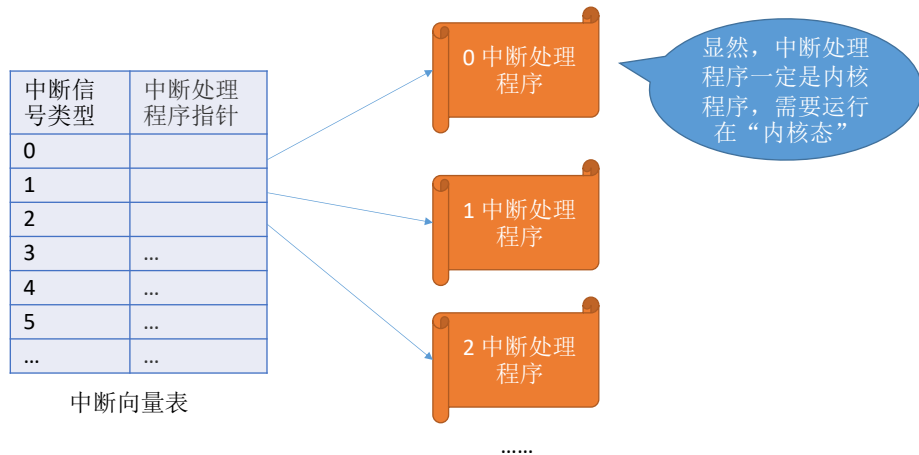 中断信
号类型
中断处理
程序指针
0
1
2
3
…
4
…
5
…
…
…
中断向量表
0 中断处理
程序
1 中断处理
程序
2 中断处理
程序
……
显然，中断处理
程序一定是内核
程序，需要运行
在“内核态”